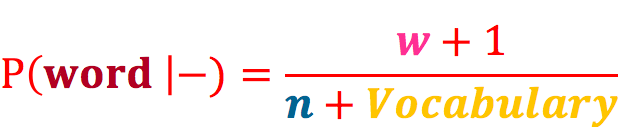 P(word |−) = w + 1
n + Vocabulary